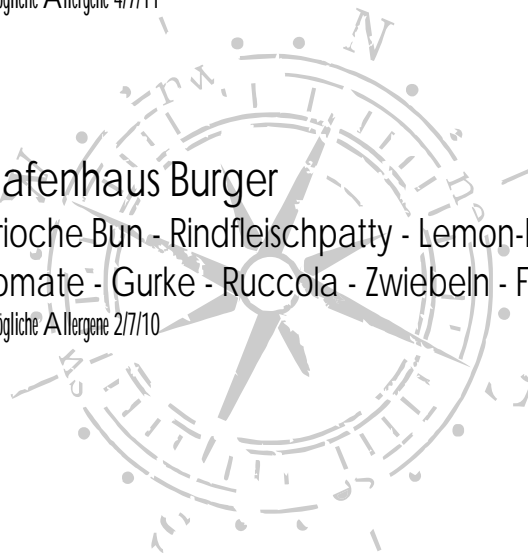 ögliche Allergene 4/7/11
afenhaus Burger
rioche Bun - Rindfleischpatty - Lemon-
omate - Gurke - Ruccola - Zwiebeln - F
ögliche Allergene 2/7/10
N